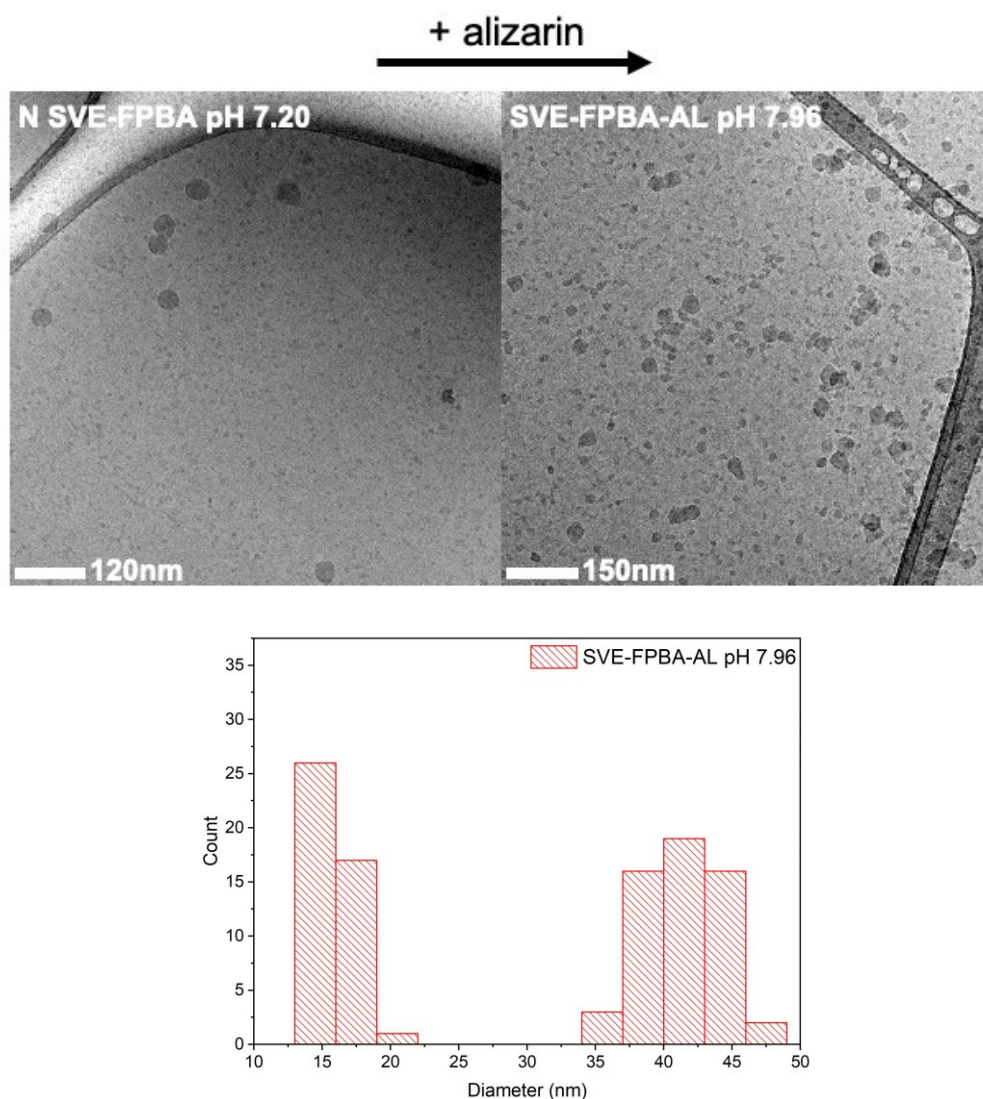 + alizarin
N SVE-FPBA pH 7.20
SVE-FPBA-AL pH 7.96
120nm
150nm
SVE-FPBA-AL pH 7.96
35
30
25
20
15
10
5
0
Count
10 15 20 25 30 35 40 45 50
Diameter (nm)